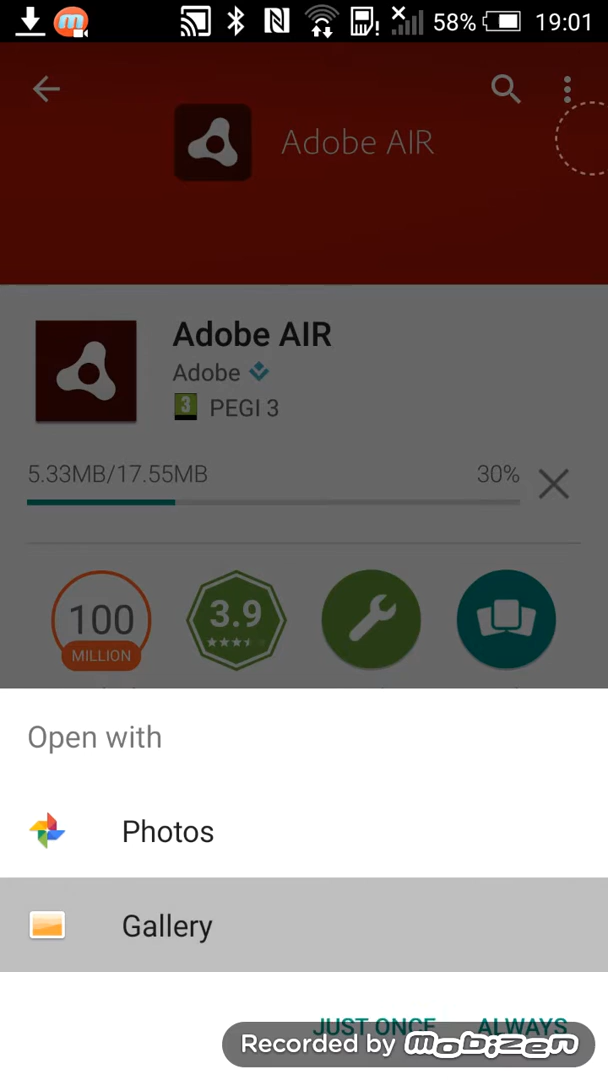 58% 19:01
Adobe AIR
Adobe AIR
Adobe
3 PEGI 3
5.33MB/17.55MB 30%
100 MILLION
3.9
Open with
Photos
Gallery
JUST ONCE ALWAYS
Recorded by mobizen